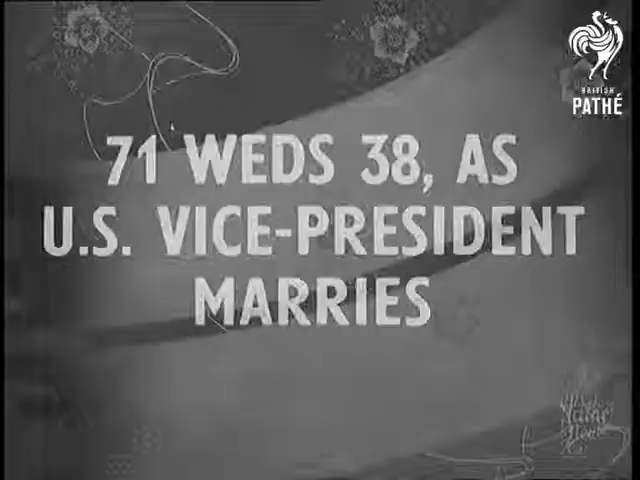 BRITISH
PATHÉ
71 WEDS 38, AS
U.S. VICE-PRESIDENT
MARRIES